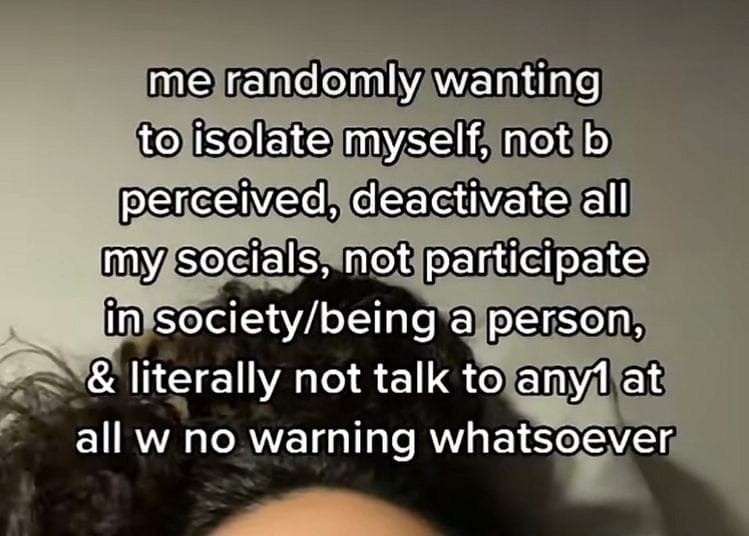 me randomly wanting
to isolate myself, not b
perceived, deactivate all
my socials, not participate
in society/being a person,
& literally not talk to any1 at
all w no warning whatsoever